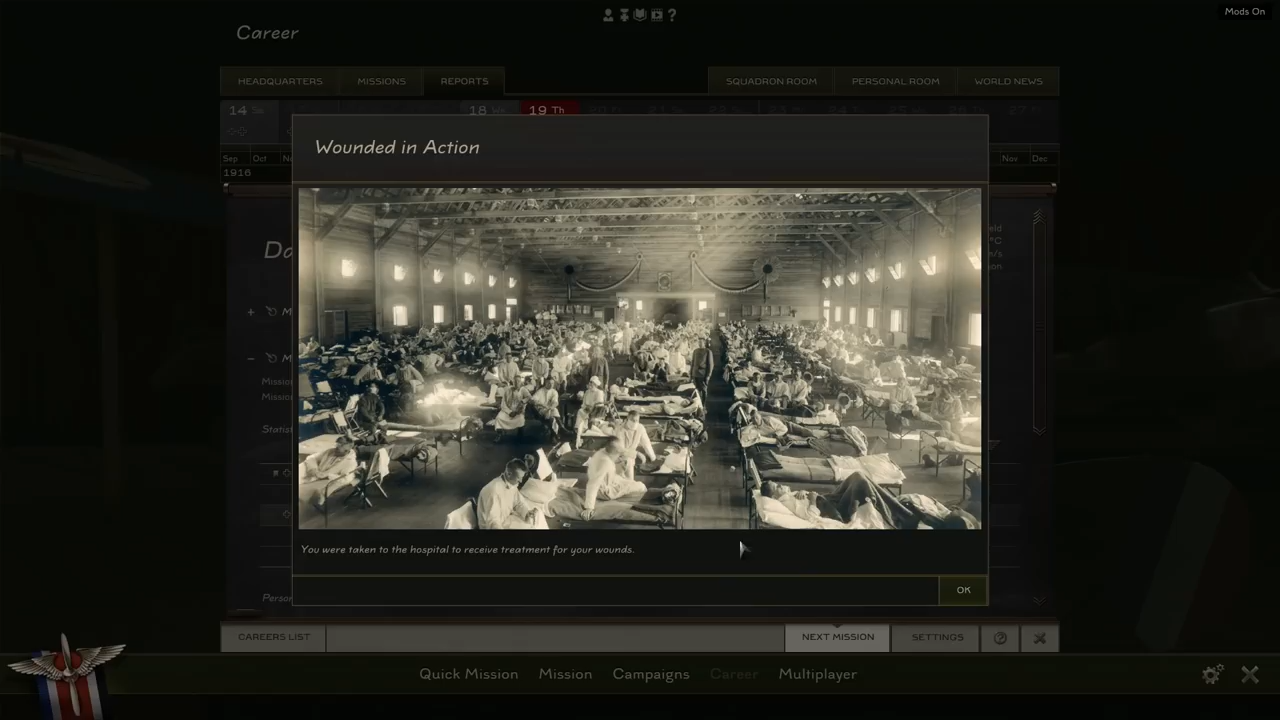 Mods On
Career
HEADQUARTERS MISSIONS REPORTS SQUADRON ROOM PERSONAL ROOM WORLD NEWS
14 18 19 Th
Sep Oct Nov Dec
1916
Wounded in Action
Mission
Mission
You were taken to the hospital to receive treatment for your wounds.
OK
CAREERS LIST NEXT MISSION SETTINGS
Quick Mission Mission Campaigns Career Multiplayer